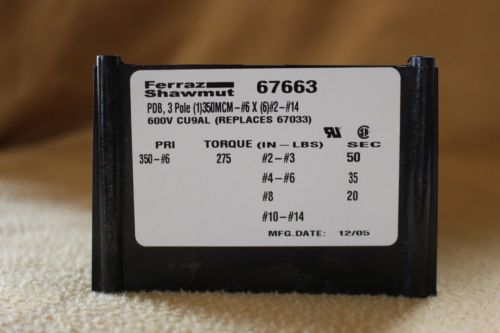 Ferraz Shawmut 67663
PDB, 3 Pole (1)350MCM-#6 X (6)#2-#14
600V CU9AL (REPLACES 67033)
PRI TORQUE (IN-LBS) SEC
350-#6 275 #2-#3 50
#4-#6 35
#8 20
#10-#14
MFG.DATE: 12/05